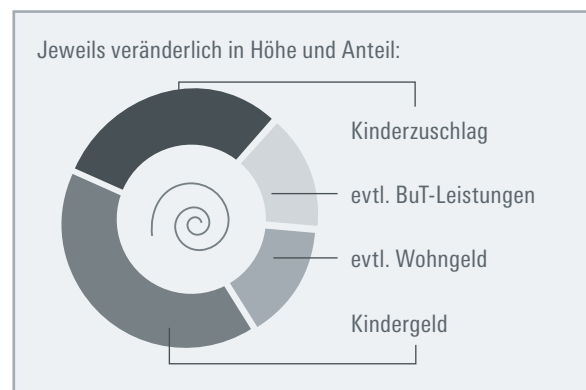 Jeweils veränderlich in Höhe und Anteil:
Kinderzuschlag
evtl. BuT-Leistungen
evtl. Wohngeld
Kindergeld